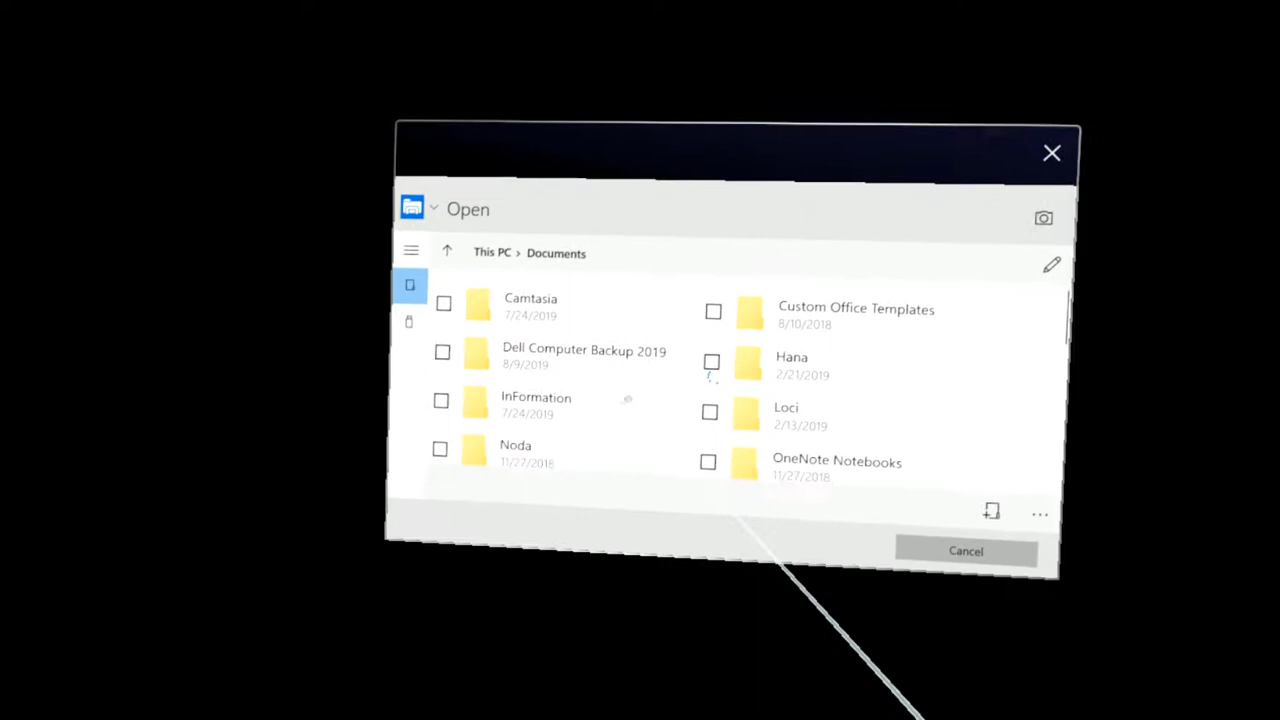 Open
This PC > Documents
Camtasia
7/24/2019
Custom Office Templates
8/10/2018
Dell Computer Backup 2019
8/9/2019
Hana
2/21/2019
InFormation
7/24/2019
Loci
2/13/2019
Noda
11/27/2018
OneNote Notebooks
11/27/2018
Cancel